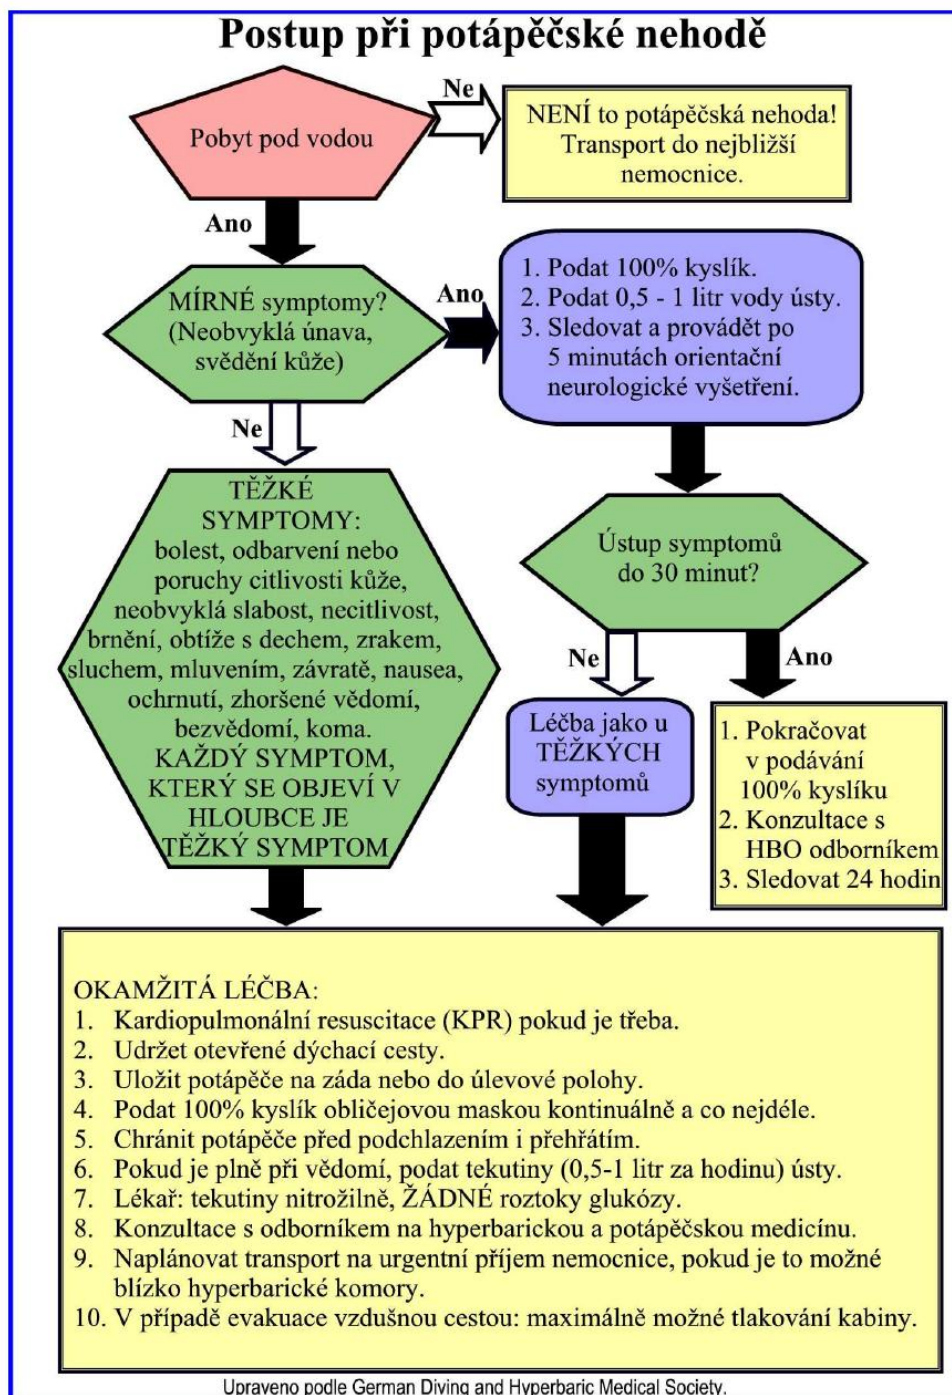 Postup při potápěčské nehodě
Pobyt pod vodou
Ne
NENÍ to potápěčská nehoda!
Transport do nejbližší
nemocnice.
Ano
MÍRNÉ symptomy?
(Neobvyklá únava,
svědění kůže)
Ano
1. Podat 100% kyslík.
2. Podat 0,5 - 1 litr vody ústy.
3. Sledovat a provádět po
5 minutách orientační
neurologické vyšetření.
Ne
TĚŽKÉ
SYMPTOMY:
bolest, odbarvení nebo
poruchy citlivosti kůže,
neobvyklá slabost, necitlivost,
brnění, obtíže s dechem, zrakem,
sluchem, mluvením, závratě, nausea,
ochrnutí, zhoršené vědomí,
bezvědomí, koma.
KAŽDÝ SYMPTOM,
KTERÝ SE OBJEVÍ V
HLOUBCE JE
TĚŽKÝ SYMPTOM
Ústup symptomů
do 30 minut?
Ne
Ano
Léčba jako u
TĚŽKÝCH
symptomů
1. Pokračovat
v podávání
100% kyslíku
2. Konzultace s
HBO odborníkem
3. Sledovat 24 hodin
OKAMŽITÁ LÉČBA:
1. Kardiopulmonální resuscitace (KPR) pokud je třeba.
2. Udržet otevřené dýchací cesty.
3. Uložit potápěče na záda nebo do úlevové polohy.
4. Podat 100% kyslík obličejovou maskou kontinuálně a co nejdéle.
5. Chránit potápěče před podchlazením i přehřátím.
6. Pokud je plně při vědomí, podat tekutiny (0,5-1 litr za hodinu) ústy.
7. Lékař: tekutiny nitrožilně, ŽÁDNÉ roztoky glukózy.
8. Konzultace s odborníkem na hyperbarickou a potápěčskou medicínu.
9. Naplánovat transport na urgentní příjem nemocnice, pokud je to možné
blízko hyperbarické komory.
10. V případě evakuace vzdušnou cestou: maximálně možné tlakování kabiny.
Upraveno podle German Diving and Hyperbaric Medical Society.